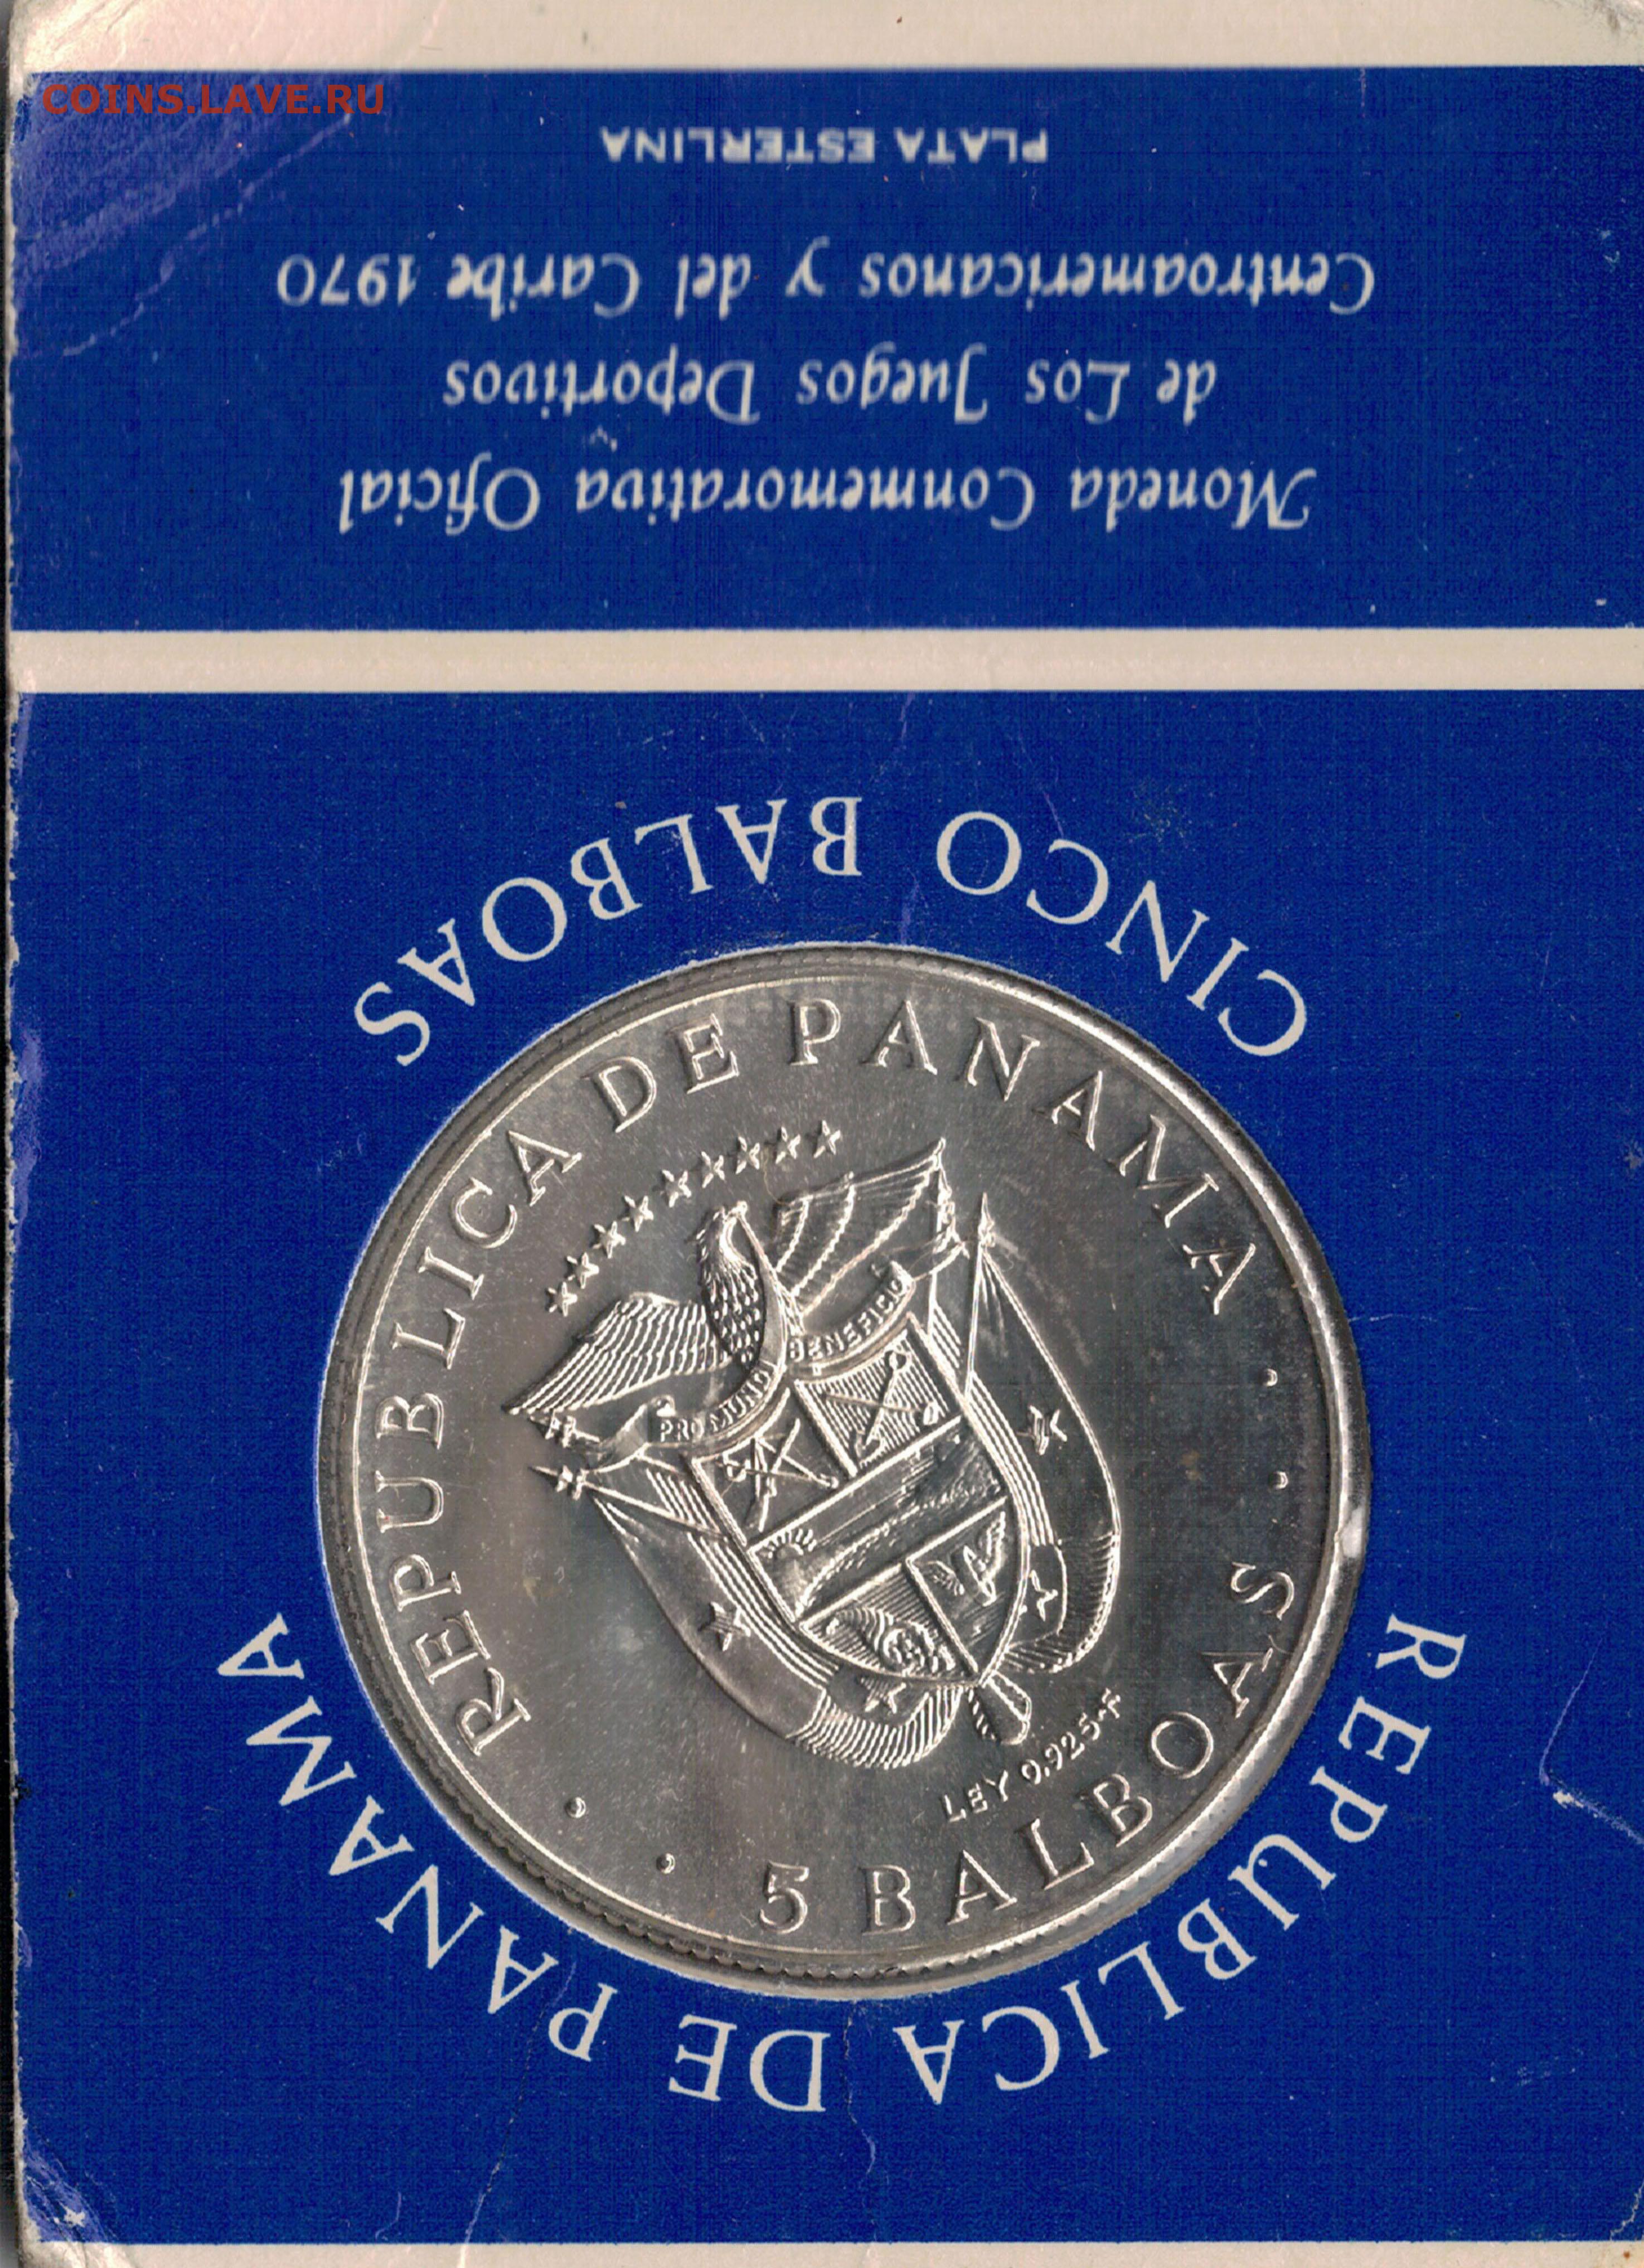 COINS.LAVE.RU
REPUBLICA DE PANAMA
CINCO BALBOAS
REPUBLICA DE PANAMA
PRO MUNDI BENEFICIO
LEY 0.925·F
· · 5 BALBOAS · ·
Moneda Conmemorativa Oficial
de Los Juegos Deportivos
Centroamericanos y del Caribe 1970
PLATA ESTERLINA